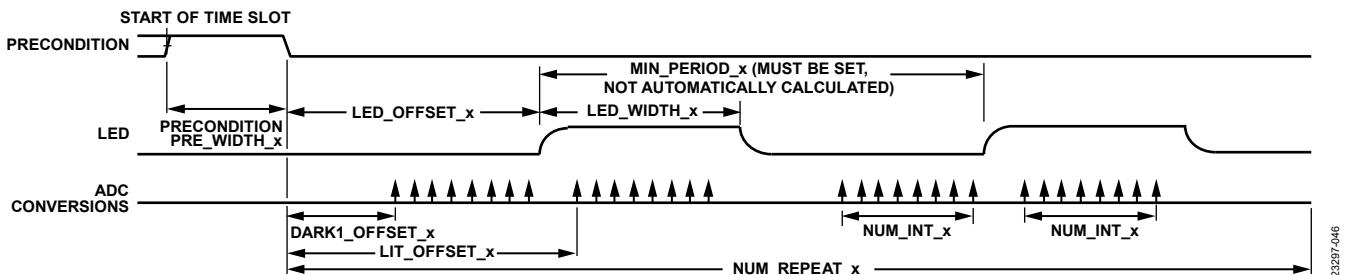 START OF TIME SLOT
PRECONDITION
MIN_PERIOD_x (MUST BE SET,
NOT AUTOMATICALLY CALCULATED)
LED_OFFSET_x
LED_WIDTH_x
PRECONDITION
PRE_WIDTH_x
LED
ADC
CONVERSIONS
DARK1_OFFSET_x
NUM_INT_x
NUM_INT_x
LIT_OFFSET_x
NUM_REPEAT_x
23297-046